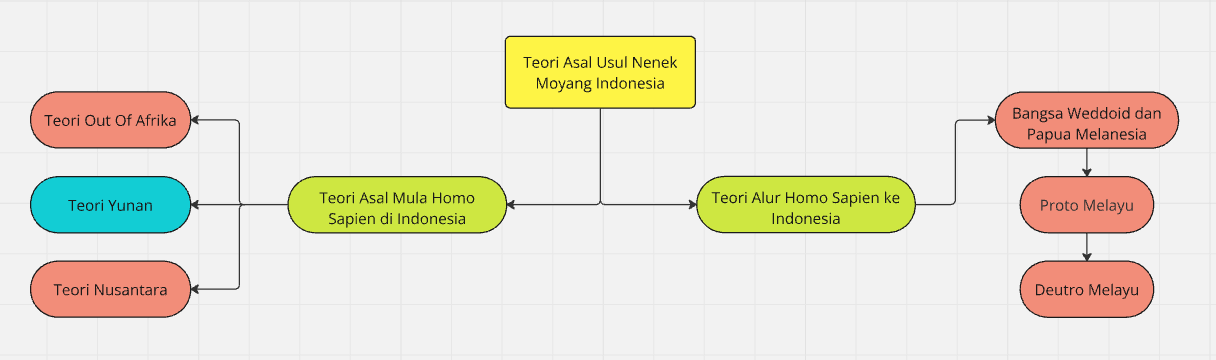 Teori Asal Usul Nenek
Moyang Indonesia
Teori Out Of Afrika
Teori Yunan
Teori Nusantara
Teori Asal Mula Homo
Sapien di Indonesia
Teori Alur Homo Sapien ke
Indonesia
Bangsa Weddoid dan
Papua Melanesia
Proto Melayu
Deutro Melayu